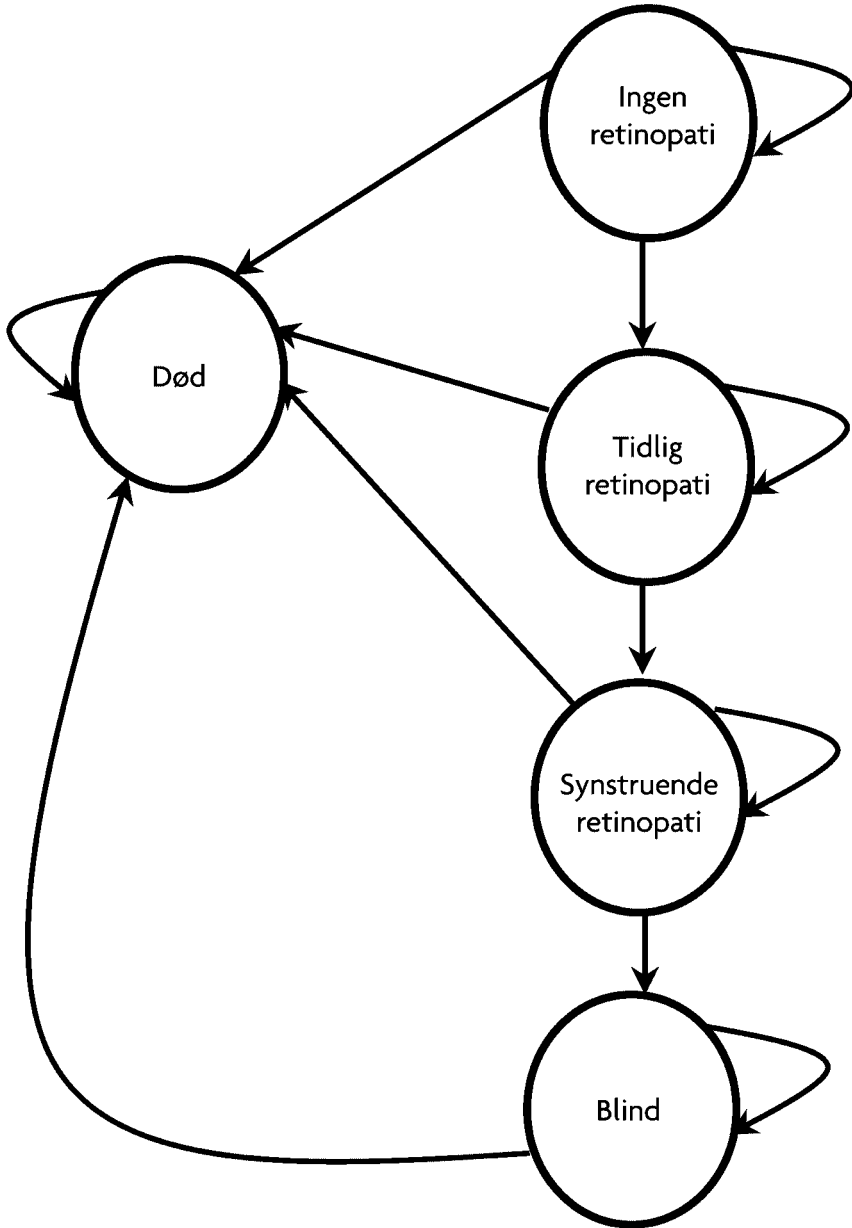 Ingen
retinopati
Død
Tidlig
retinopati
Synstruende
retinopati
Blind